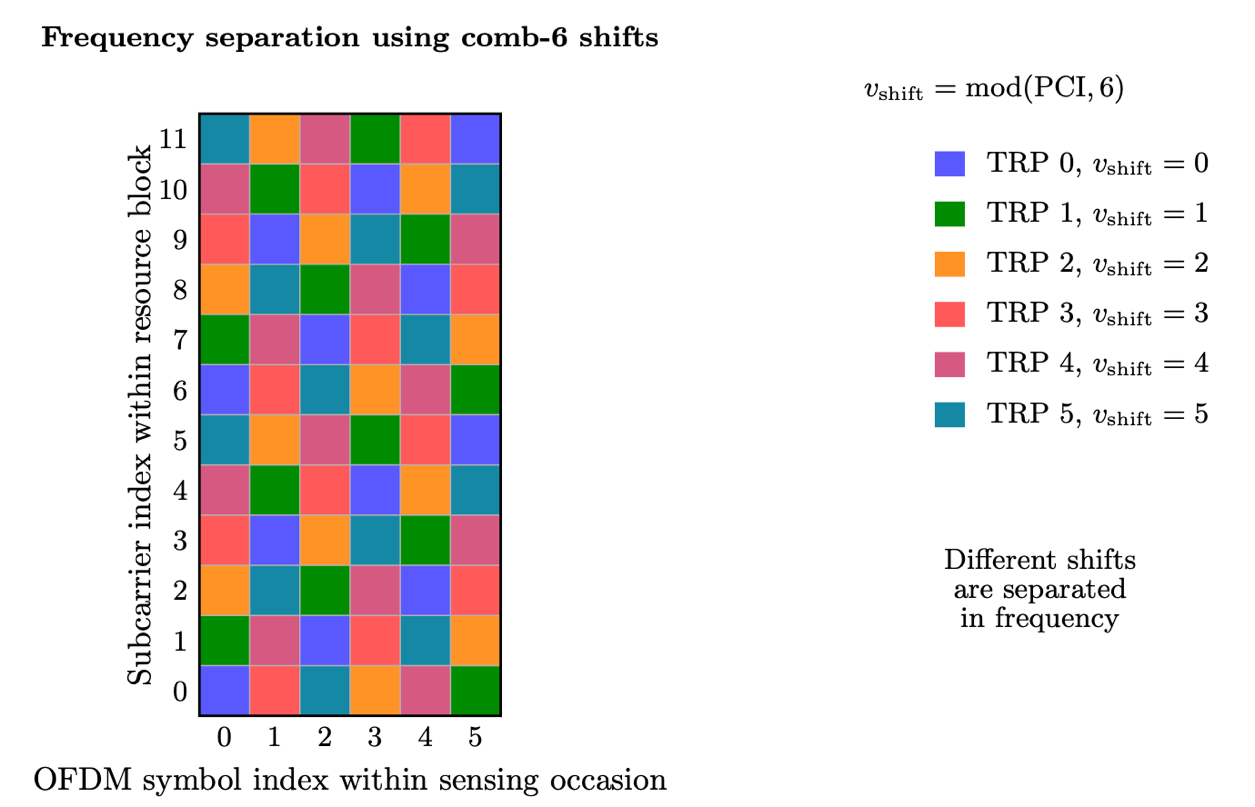 Frequency separation using comb-6 shifts
v_shift = mod(PCI, 6)
Subcarrier index within resource block
11
10
9
8
7
6
5
4
3
2
1
0
0 1 2 3 4 5
OFDM symbol index within sensing occasion
TRP 0, v_shift = 0
TRP 1, v_shift = 1
TRP 2, v_shift = 2
TRP 3, v_shift = 3
TRP 4, v_shift = 4
TRP 5, v_shift = 5
Different shifts
are separated
in frequency